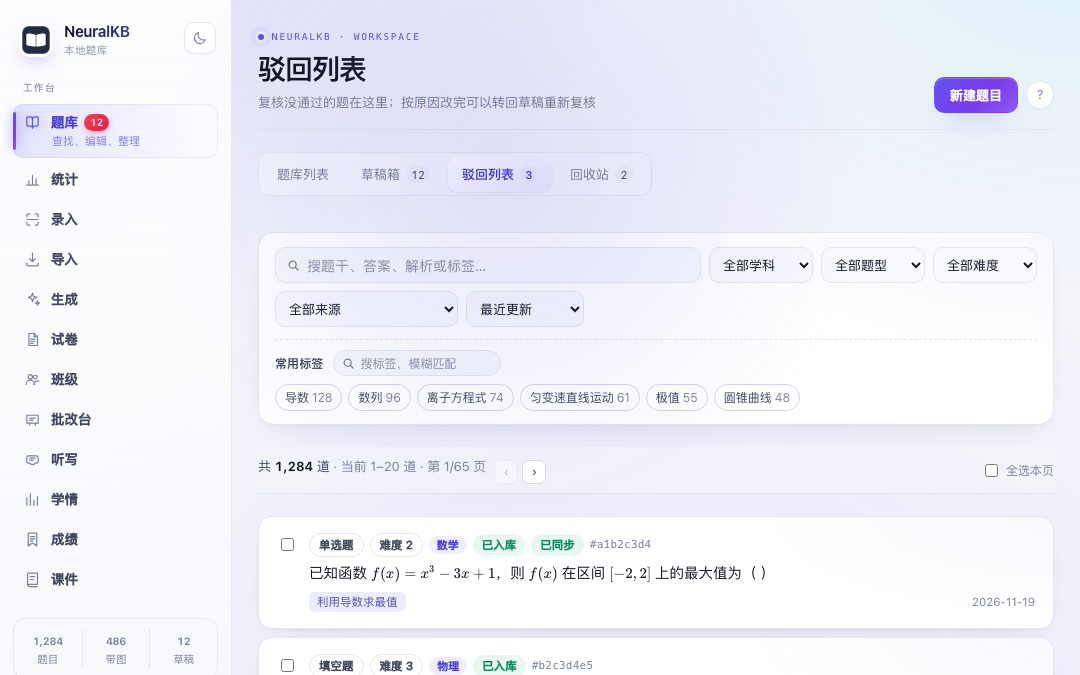 NeuralKB
本地题库
工作台
题库 12
查找、编辑、整理
统计
录入
导入
生成
试卷
班级
批改台
听写
学情
成绩
课件
1,284 486 12
题目 带图 草稿
NEURALKB · WORKSPACE
驳回列表
复核没通过的题在这里；按原因改完可以转回草稿重新复核
新建题目 ?
题库列表 草稿箱 12 驳回列表 3 回收站 2
搜题干、答案、解析或标签... 全部学科 全部题型 全部难度
全部来源 最近更新
常用标签 搜标签，模糊匹配
导数 128 数列 96 离子方程式 74 匀变速直线运动 61 极值 55 圆锥曲线 48
共 1,284 道 · 当前 1–20 道 · 第 1/65 页 ‹ › 全选本页
单选题 难度 2 数学 已入库 已同步 #a1b2c3d4
已知函数 f(x) = x³ − 3x + 1，则 f(x) 在区间 [−2, 2] 上的最大值为（ ）
利用导数求最值 2026-11-19
填空题 难度 3 物理 已入库 #b2c3d4e5